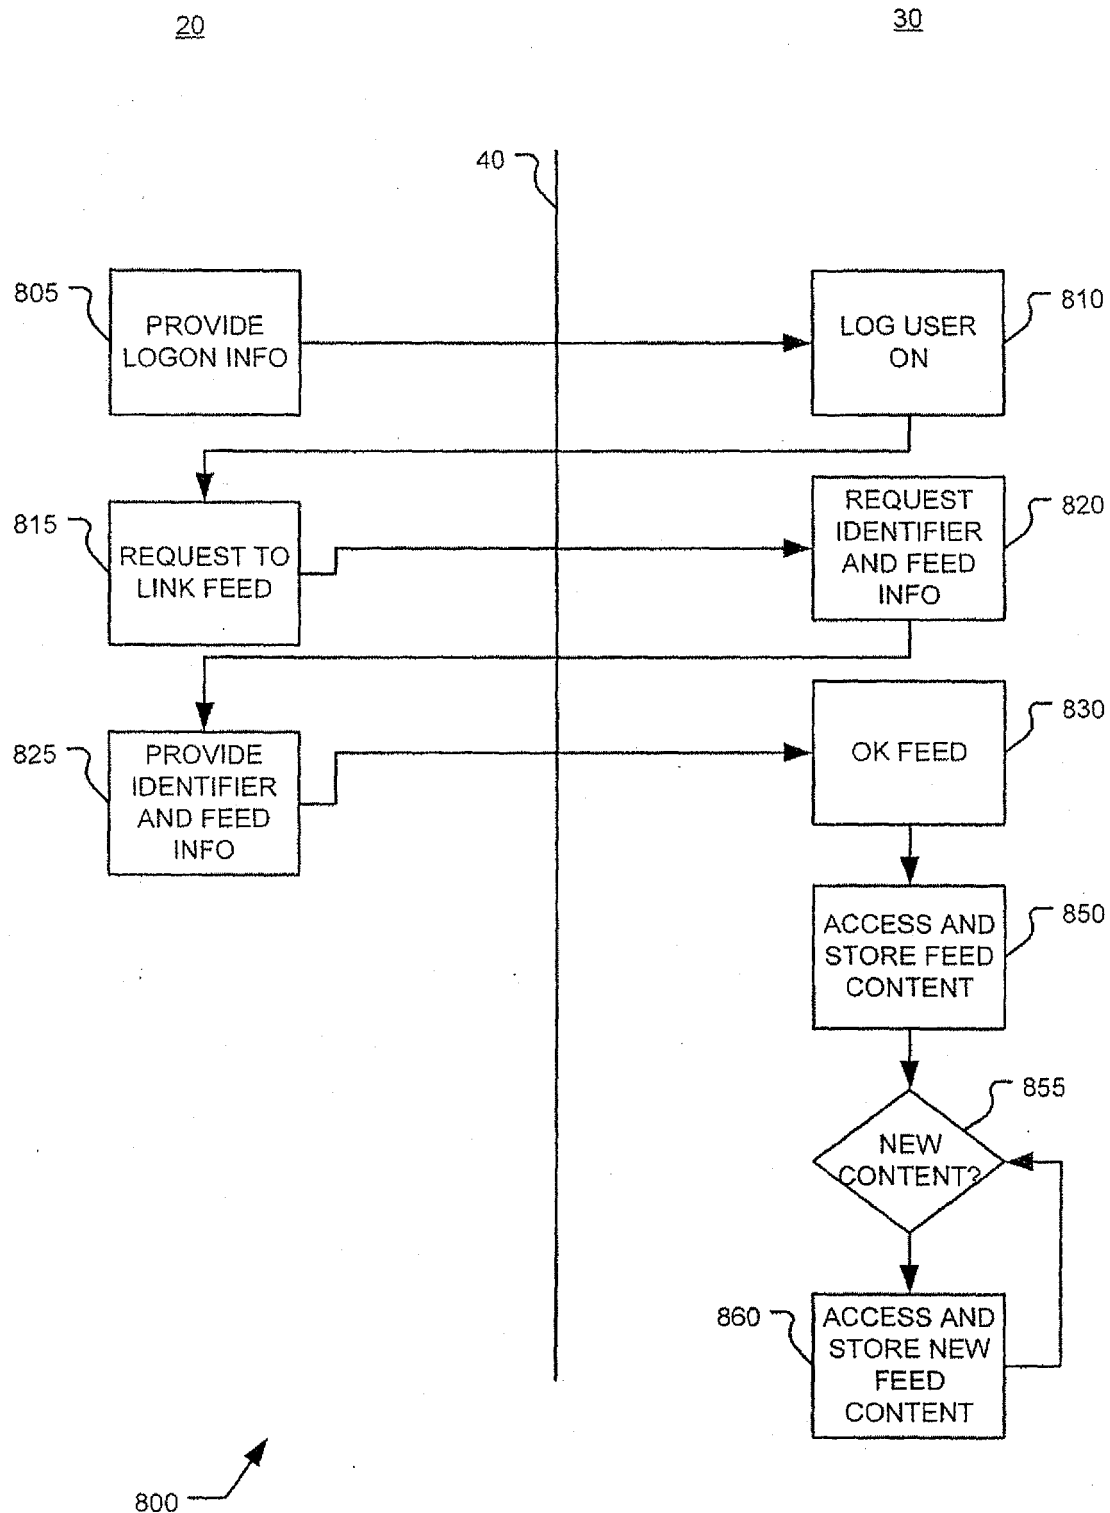 20
30
40
805
PROVIDE
LOGON INFO
LOG USER
ON
810
815
REQUEST TO
LINK FEED
REQUEST
IDENTIFIER
AND FEED
INFO
820
825
PROVIDE
IDENTIFIER
AND FEED
INFO
OK FEED
830
ACCESS AND
STORE FEED
CONTENT
850
NEW
CONTENT?
855
860
ACCESS AND
STORE NEW
FEED
CONTENT
800